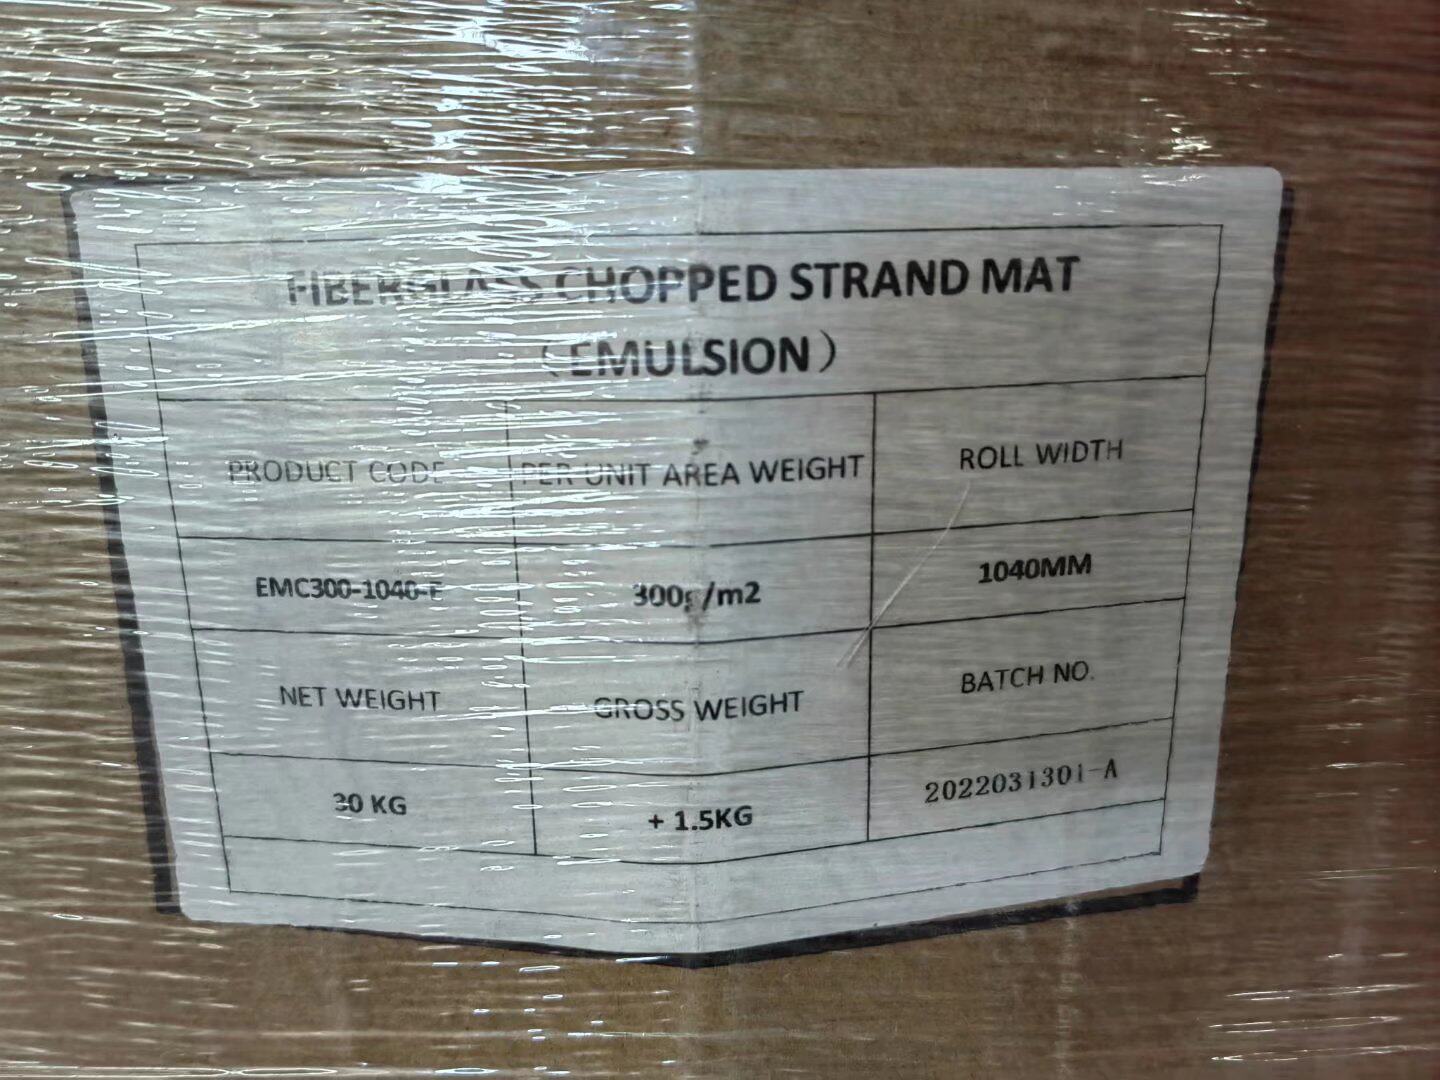 FIBERGLASS CHOPPED STRAND MAT
（EMULSION）
PRODUCT CODE PER UNIT AREA WEIGHT ROLL WIDTH
EMC300-1040-E 300g/m2 1040MM
NET WEIGHT GROSS WEIGHT BATCH NO.
30 KG + 1.5KG 2022031301-A